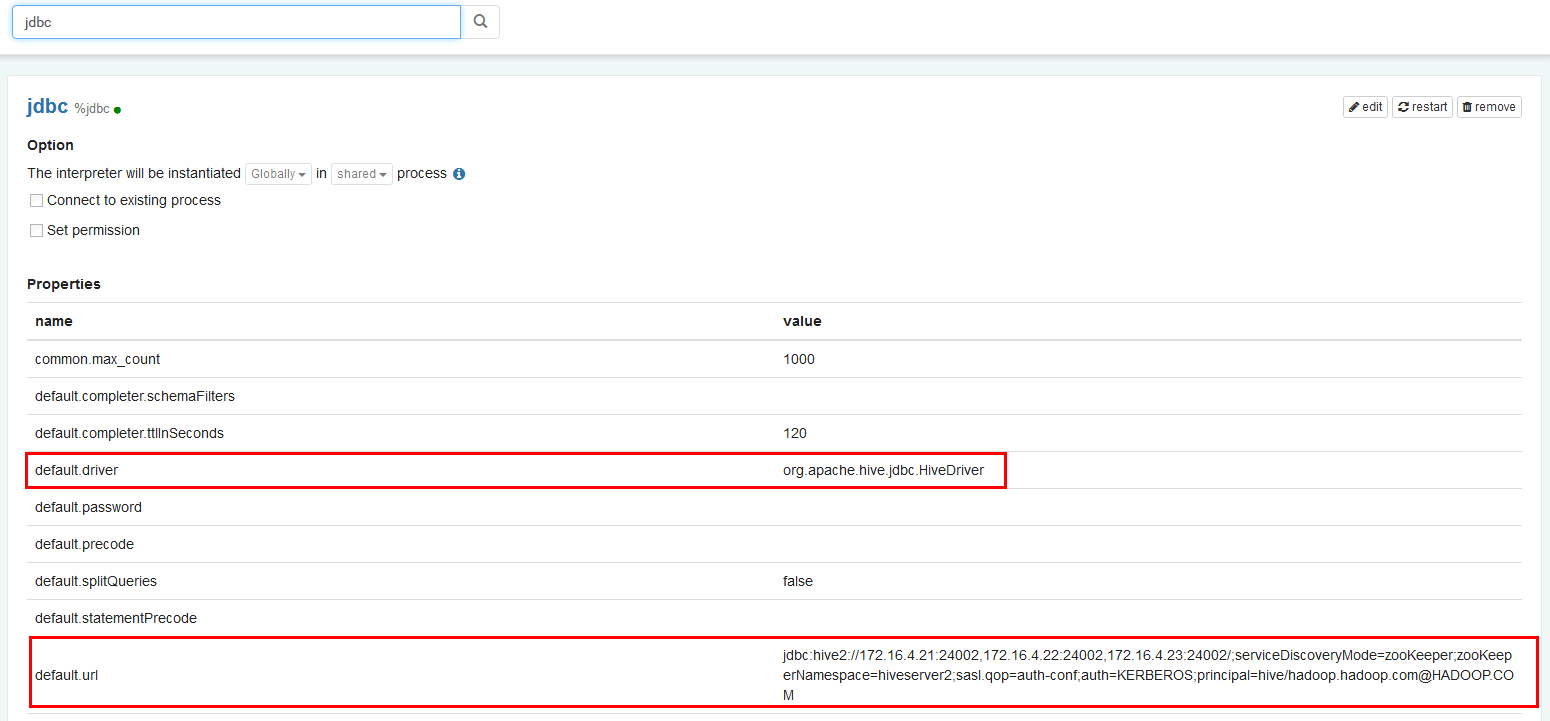 jdbc
jdbc %jdbc
edit restart remove
Option
The interpreter will be instantiated Globally in shared process
Connect to existing process
Set permission
Properties
name value
common.max_count 1000
default.completer.schemaFilters
default.completer.ttlInSeconds 120
default.driver org.apache.hive.jdbc.HiveDriver
default.password
default.precode
default.splitQueries false
default.statementPrecode
default.url
jdbc:hive2://172.16.4.21:24002,172.16.4.22:24002,172.16.4.23:24002/;serviceDiscoveryMode=zooKeeper;zooKeep
erNamespace=hiveserver2;sasl.qop=auth-conf;auth=KERBEROS;principal=hive/hadoop.hadoop.com@HADOOP.CO
M